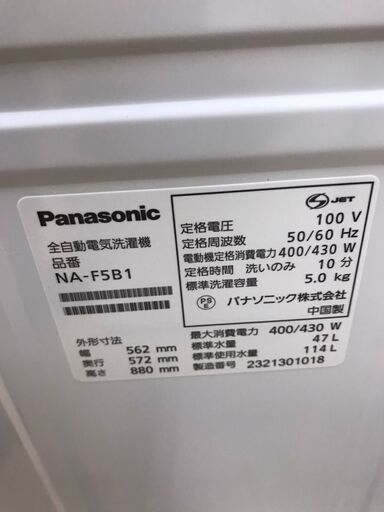 Panasonic
全自動電気洗濯機
品番
NA-F5B1
外形寸法
幅 562 mm
奥行 572 mm
高さ 880 mm
S JET
定格電圧 100 V
定格周波数 50/60 Hz
電動機定格消費電力 400/430 W
定格時間 洗いのみ 10 分
標準洗濯容量 5.0 kg
PSE パナソニック株式会社
中国製
最大消費電力 400/430 W
標準水量 47 L
標準使用水量 114 L
製造番号 2321301018